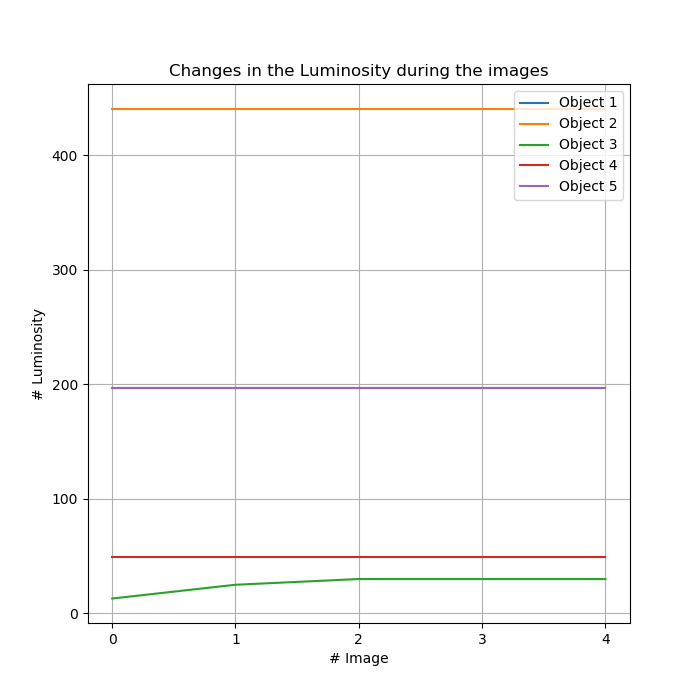 Changes in the Luminosity during the images
Object 1
Object 2
Object 3
Object 4
Object 5
400
300
200
100
0
# Luminosity
0 1 2 3 4
# Image